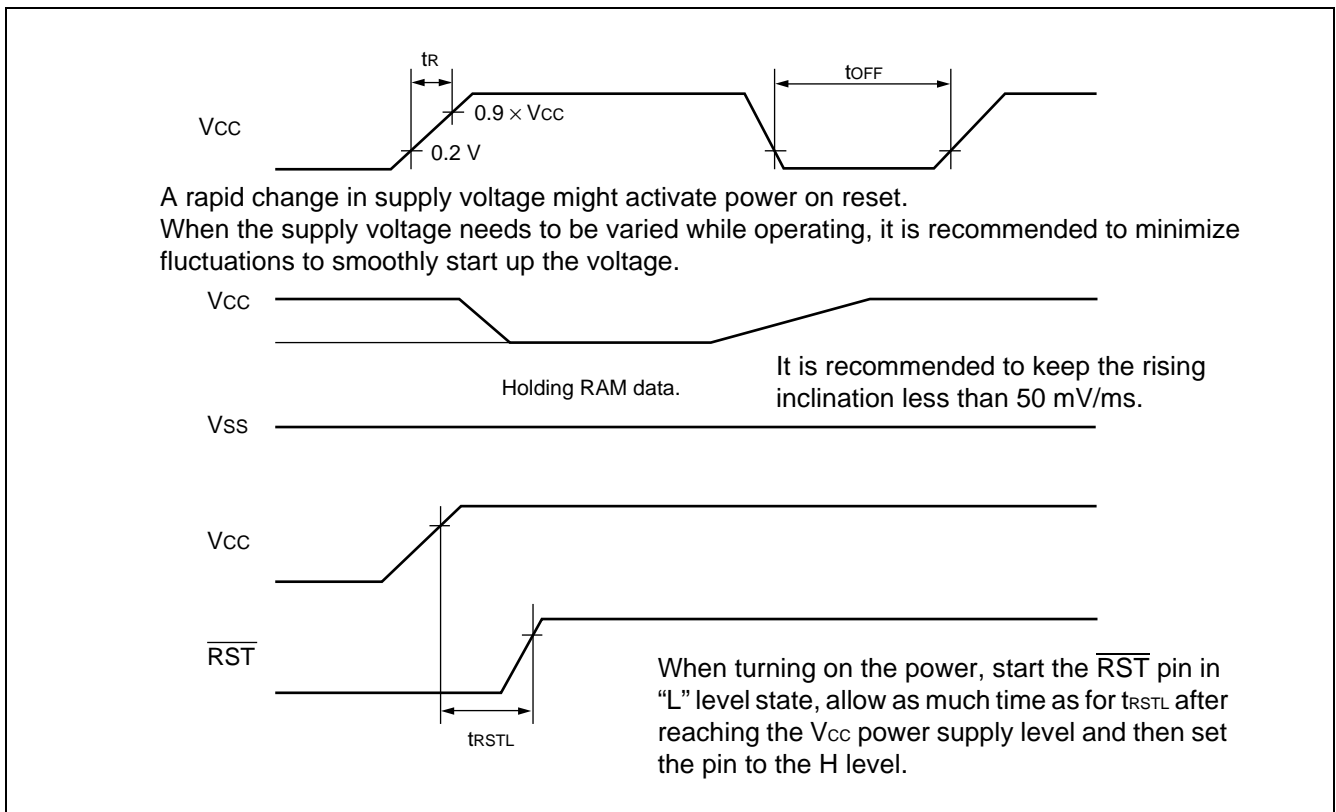 tR
tOFF
VCC
0.9 × VCC
0.2 V
A rapid change in supply voltage might activate power on reset.
When the supply voltage needs to be varied while operating, it is recommended to minimize
fluctuations to smoothly start up the voltage.
VCC
It is recommended to keep the rising
inclination less than 50 mV/ms.
Holding RAM data.
VSS
VCC
RST
When turning on the power, start the RST pin in
“L” level state, allow as much time as for tRSTL after
reaching the VCC power supply level and then set
the pin to the H level.
tRSTL